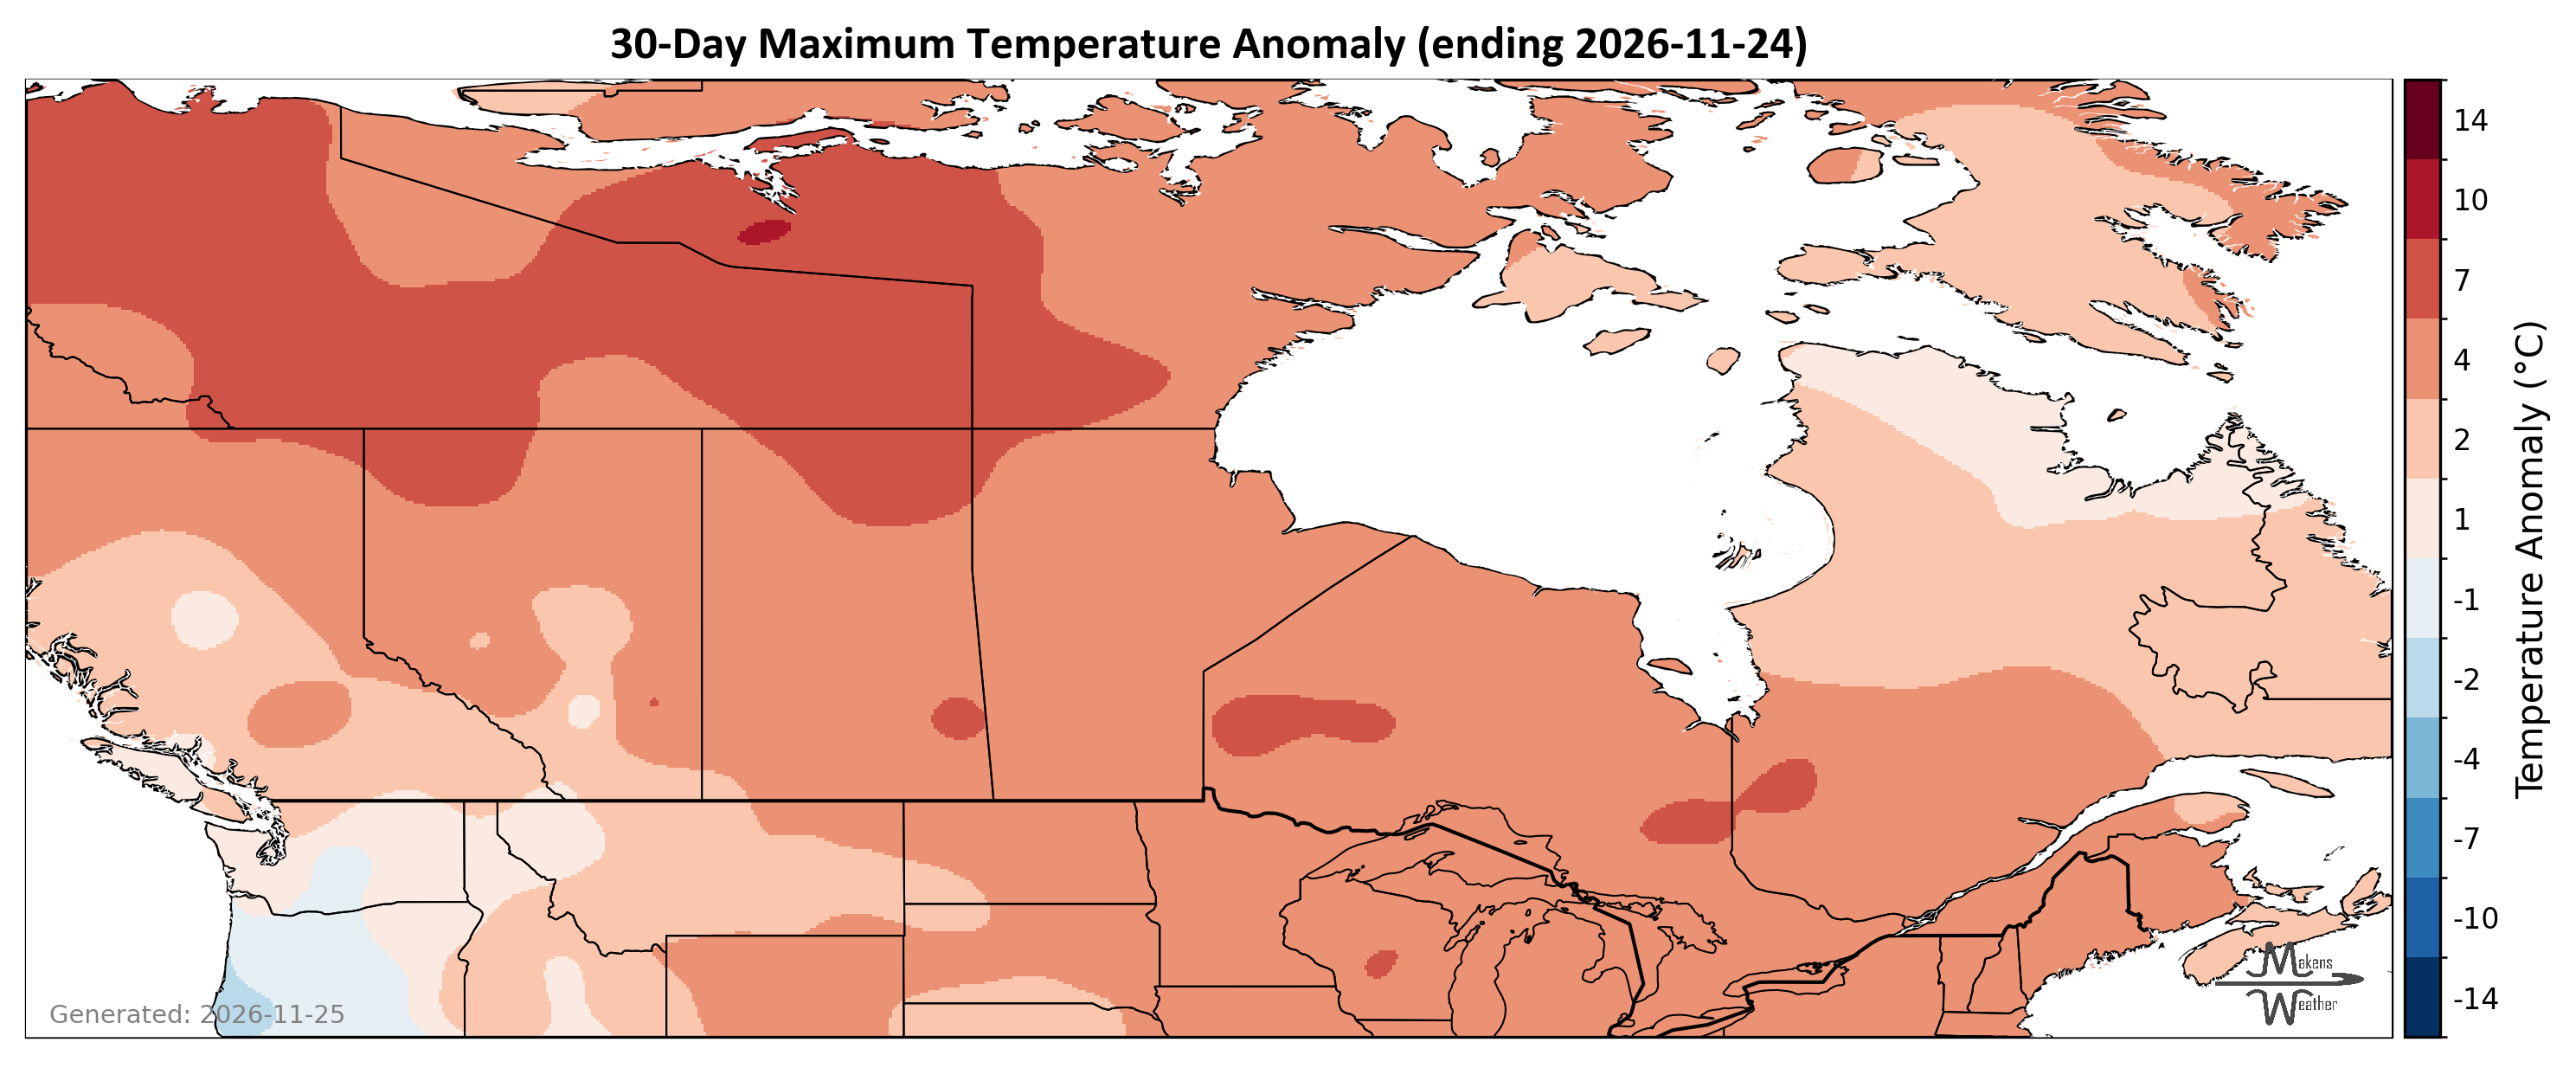 30-Day Maximum Temperature Anomaly (ending 2026-11-24)
14
10
7
4
2
1
-1
-2
-4
-7
-10
-14
Temperature Anomaly (°C)
Generated: 2026-11-25
Makens
Weather